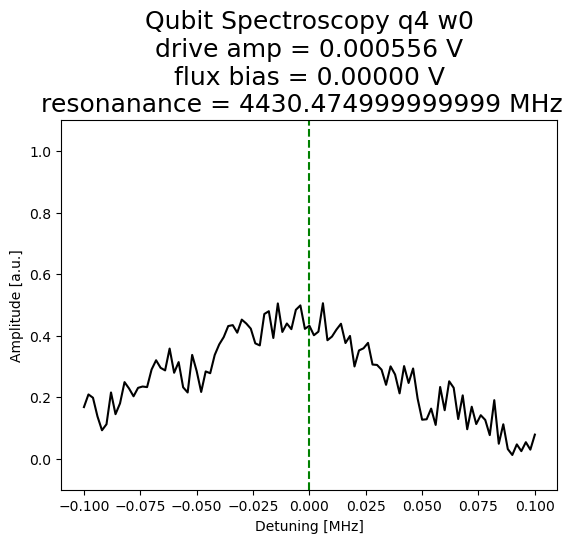 Qubit Spectroscopy q4 w0
drive amp = 0.000556 V
flux bias = 0.00000 V
resonanance = 4430.474999999999 MHz
1.0
0.8
0.6
0.4
0.2
0.0
Amplitude [a.u.]
−0.100 −0.075 −0.050 −0.025 0.000 0.025 0.050 0.075 0.100
Detuning [MHz]